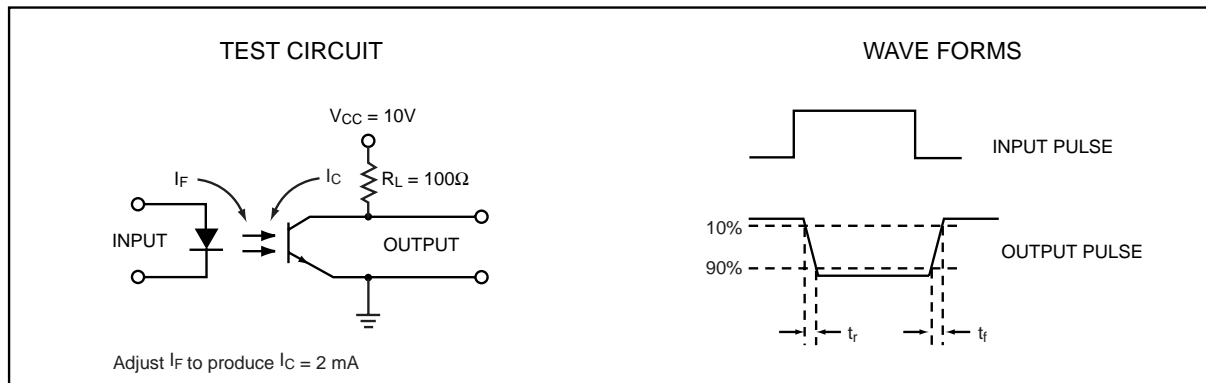 TEST CIRCUIT
WAVE FORMS
VCC = 10V
IF
IC
RL = 100Ω
INPUT
OUTPUT
INPUT PULSE
10%
90%
OUTPUT PULSE
tr
tf
Adjust IF to produce IC = 2 mA